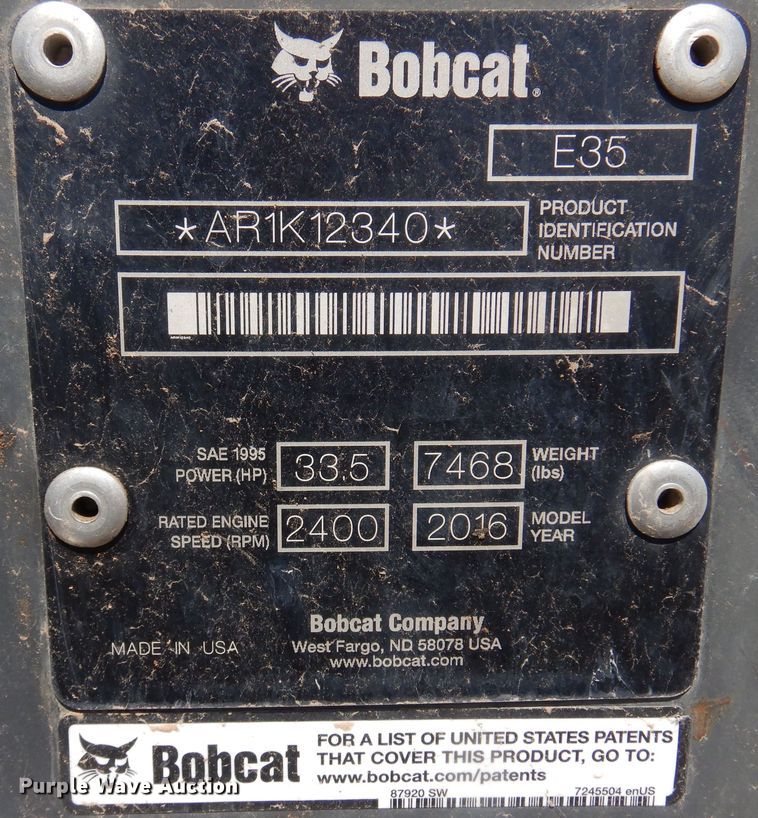 Bobcat®
E35
*AR1K12340*
PRODUCT
IDENTIFICATION
NUMBER
SAE 1995
POWER (HP)
33.5
7468
WEIGHT
(lbs)
RATED ENGINE
SPEED (RPM)
2400
2016
MODEL
YEAR
Bobcat Company
MADE IN USA
West Fargo, ND 58078 USA
www.bobcat.com
Bobcat
FOR A LIST OF UNITED STATES PATENTS
THAT COVER THIS PRODUCT, GO TO:
www.bobcat.com/patents
87920 SW
7245504 enUS
Purple Wave Auction